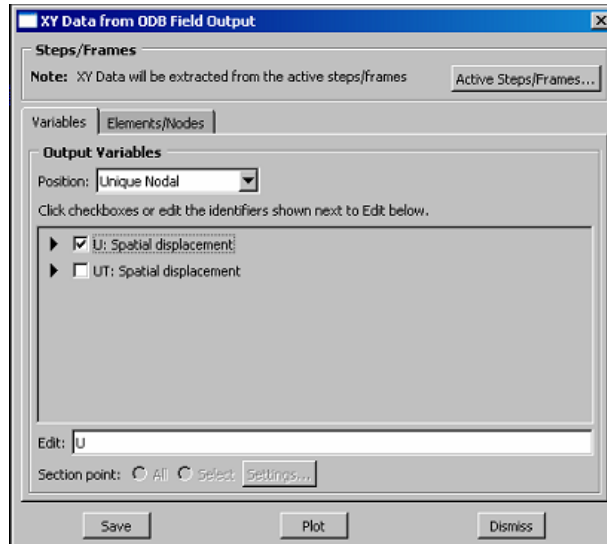 XY Data from ODB Field Output
Steps/Frames
Note: XY Data will be extracted from the active steps/frames
Active Steps/Frames...
Variables
Elements/Nodes
Output Variables
Position: Unique Nodal
Click checkboxes or edit the identifiers shown next to Edit below.
U: Spatial displacement
UT: Spatial displacement
Edit: U
Section point: All Select Settings...
Save Plot Dismiss